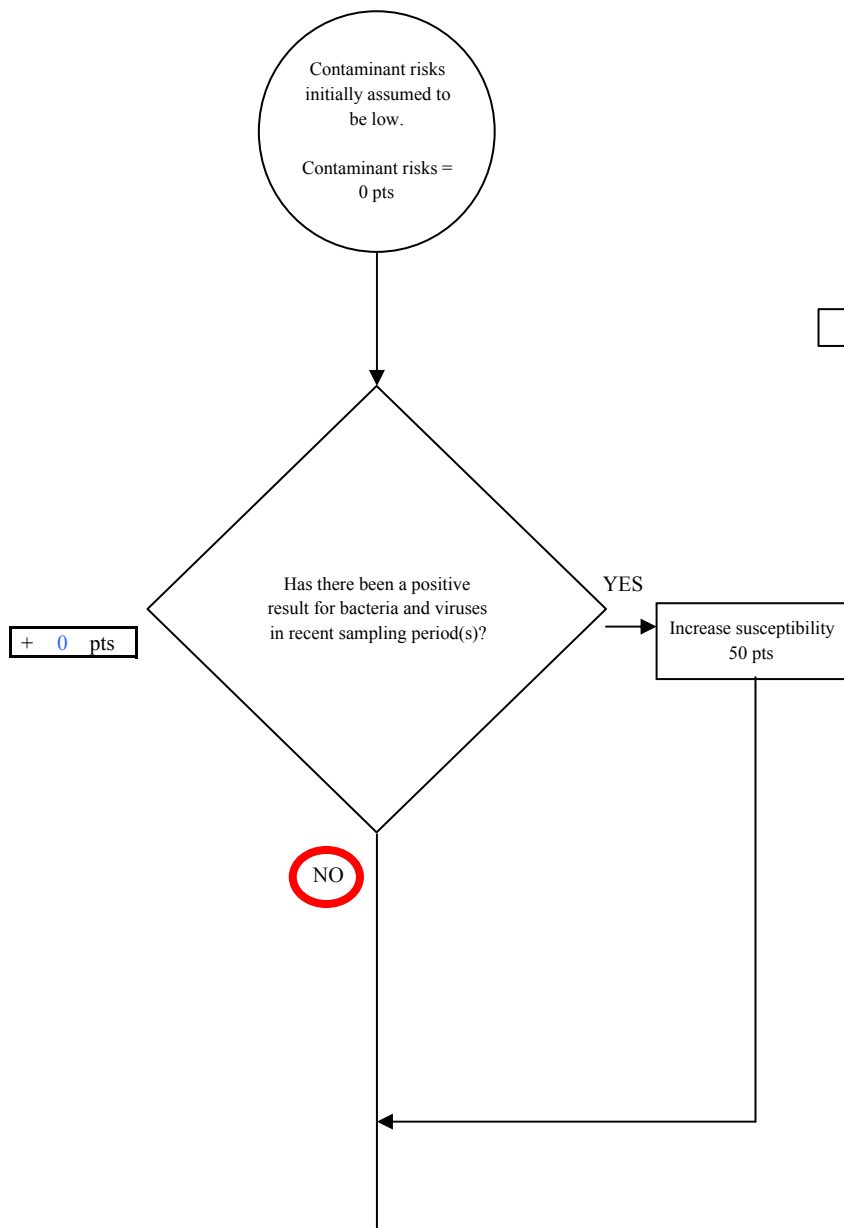 Contaminant risks
initially assumed to
be low.
Contaminant risks =
0 pts
Has there been a positive
result for bacteria and viruses
in recent sampling period(s)?
YES
+ 0 pts
Increase susceptibility
50 pts
NO